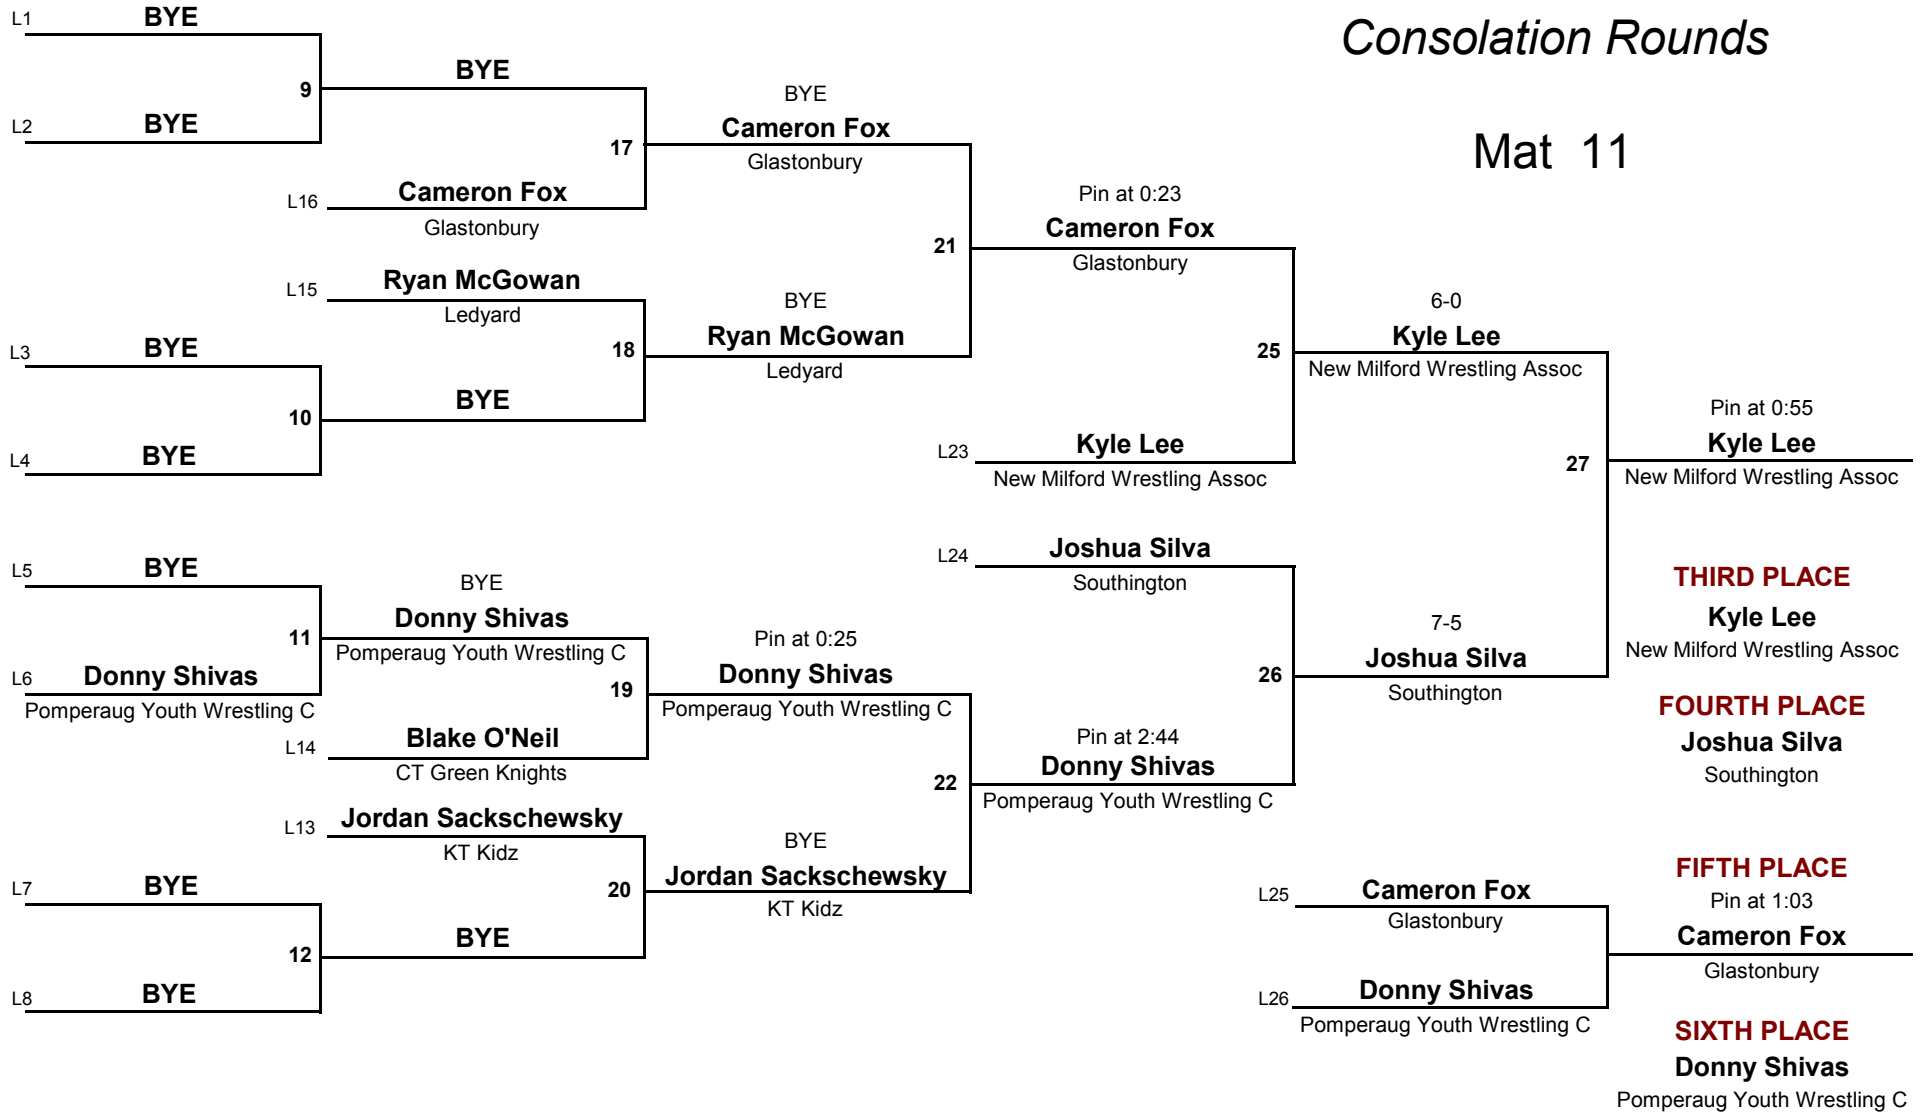 Consolation Rounds
Mat 11
L1 BYE
9
L2 BYE
BYE
17
L16 Cameron Fox
Glastonbury
BYE
Cameron Fox
Glastonbury
L15 Ryan McGowan
Ledyard
18
L3 BYE
10
L4 BYE
BYE
BYE
Ryan McGowan
Ledyard
21
Pin at 0:23
Cameron Fox
Glastonbury
25
L23 Kyle Lee
New Milford Wrestling Assoc
6-0
Kyle Lee
New Milford Wrestling Assoc
27
Pin at 0:55
Kyle Lee
New Milford Wrestling Assoc
L5 BYE
11
L6 Donny Shivas
Pomperaug Youth Wrestling C
BYE
Donny Shivas
Pomperaug Youth Wrestling C
19
L14 Blake O'Neil
CT Green Knights
Pin at 0:25
Donny Shivas
Pomperaug Youth Wrestling C
22
L13 Jordan Sackschewsky
KT Kidz
20
L7 BYE
12
L8 BYE
BYE
BYE
Jordan Sackschewsky
KT Kidz
L24 Joshua Silva
Southington
26
Pin at 2:44
Donny Shivas
Pomperaug Youth Wrestling C
7-5
Joshua Silva
Southington
THIRD PLACE
Kyle Lee
New Milford Wrestling Assoc
FOURTH PLACE
Joshua Silva
Southington
L25 Cameron Fox
Glastonbury
L26 Donny Shivas
Pomperaug Youth Wrestling C
FIFTH PLACE
Pin at 1:03
Cameron Fox
Glastonbury
SIXTH PLACE
Donny Shivas
Pomperaug Youth Wrestling C